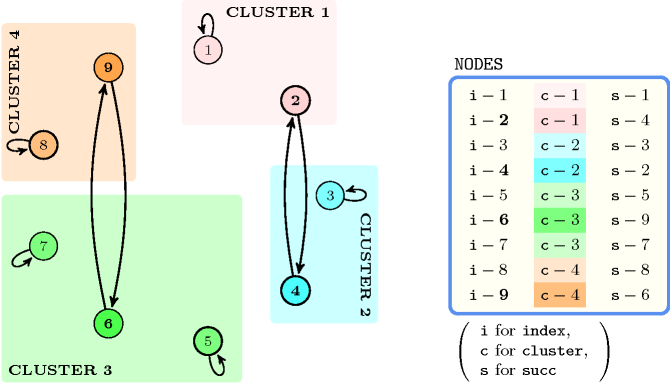 CLUSTER 1
1
2
CLUSTER 4
9
8
3
CLUSTER 2
4
7
6
5
CLUSTER 3
NODES
i − 1 c − 1 s − 1
i − 2 c − 1 s − 4
i − 3 c − 2 s − 3
i − 4 c − 2 s − 2
i − 5 c − 3 s − 5
i − 6 c − 3 s − 9
i − 7 c − 3 s − 7
i − 8 c − 4 s − 8
i − 9 c − 4 s − 6
i for index,
c for cluster,
s for succ